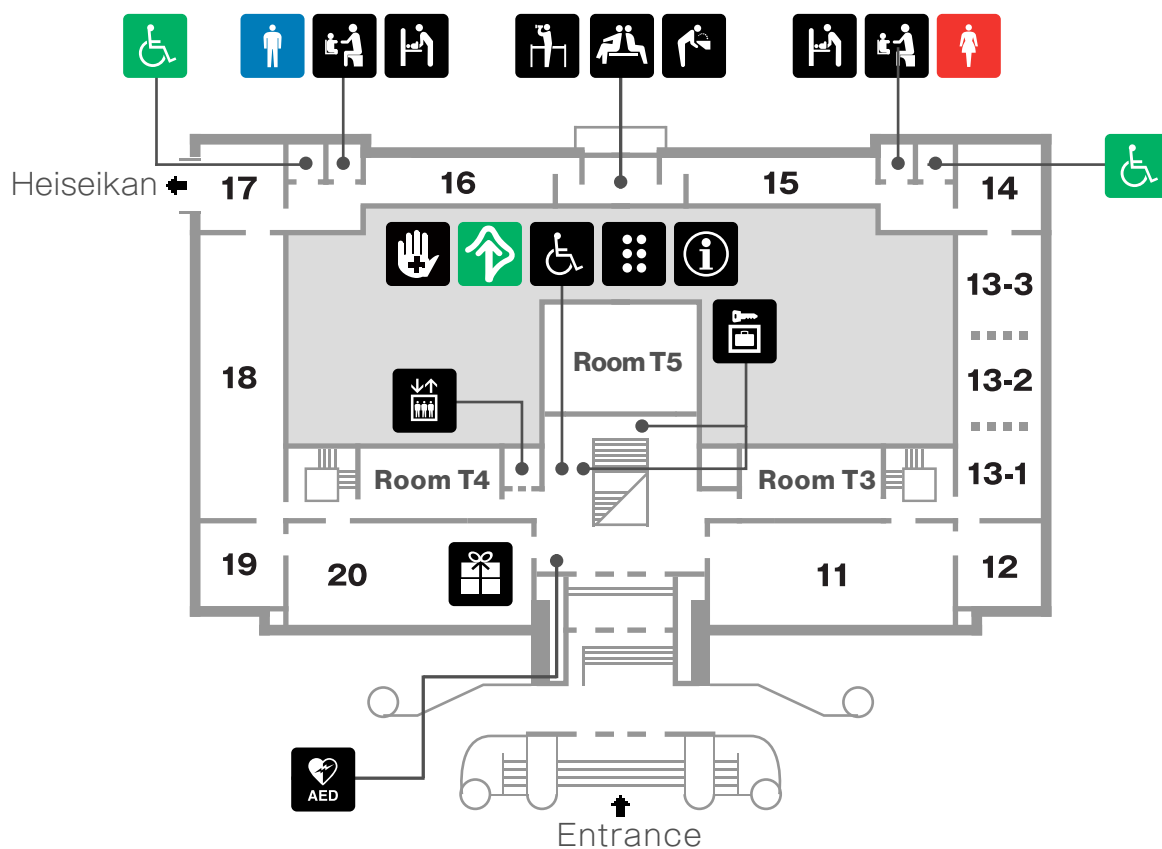 Heiseikan
17
16
15
14
13-3
Room T5
18
13-2
Room T4
Room T3
13-1
19
20
11
12
AED
Entrance